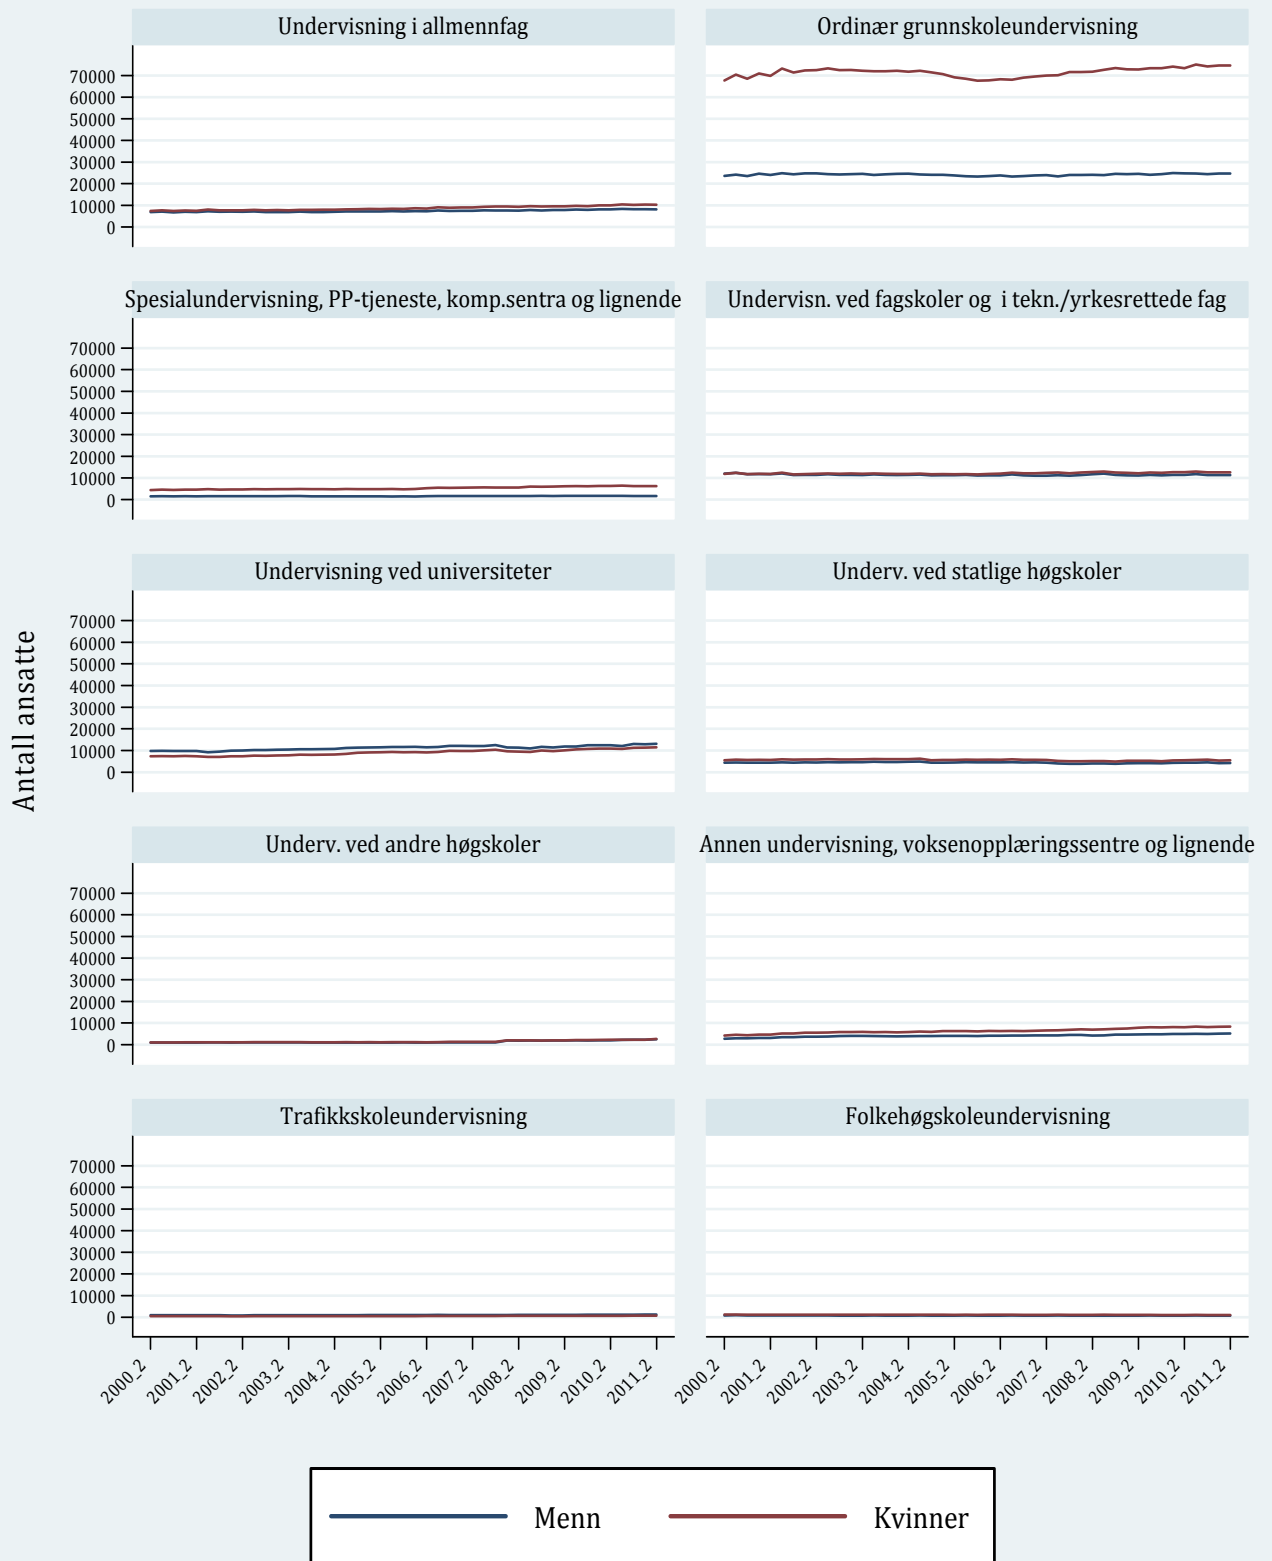 Undervisning i allmennfag
Ordinær grunnskoleundervisning
70000
60000
50000
40000
30000
20000
10000
0
Spesialundervisning, PP-tjeneste, komp.sentra og lignende
Undervisn. ved fagskoler og  i tekn./yrkesrettede fag
70000
60000
50000
40000
30000
20000
10000
0
Undervisning ved universiteter
Underv. ved statlige høgskoler
70000
60000
50000
40000
30000
20000
10000
0
Antall ansatte
Underv. ved andre høgskoler
Annen undervisning, voksenopplæringssentre og lignende
70000
60000
50000
40000
30000
20000
10000
0
Trafikkskoleundervisning
Folkehøgskoleundervisning
70000
60000
50000
40000
30000
20000
10000
0
2000_2 2001_2 2002_2 2003_2 2004_2 2005_2 2006_2 2007_2 2008_2 2009_2 2010_2 2011_2
2000_2 2001_2 2002_2 2003_2 2004_2 2005_2 2006_2 2007_2 2008_2 2009_2 2010_2 2011_2
Menn Kvinner